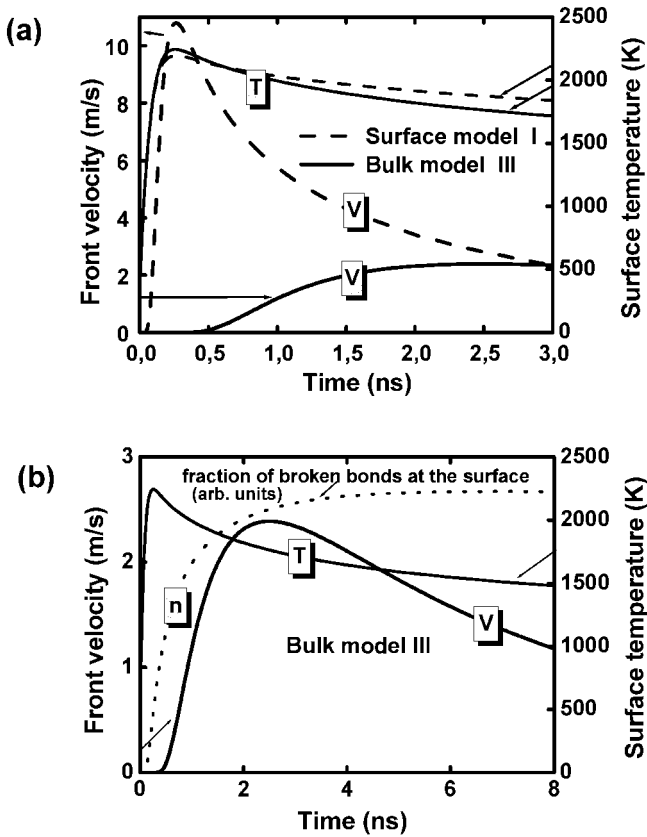 (a)
10
8
6
4
2
0
Front velocity (m/s)
2500
2000
1500
1000
500
0
Surface temperature (K)
T
Surface model I
Bulk model III
V
V
0,0
0,5
1,0
1,5
2,0
2,5
3,0
Time (ns)
(b)
3
2
1
0
Front velocity (m/s)
2500
2000
1500
1000
500
0
Surface temperature (K)
fraction of broken bonds at the surface
(arb. units)
T
n
V
Bulk model III
0
2
4
6
8
Time (ns)